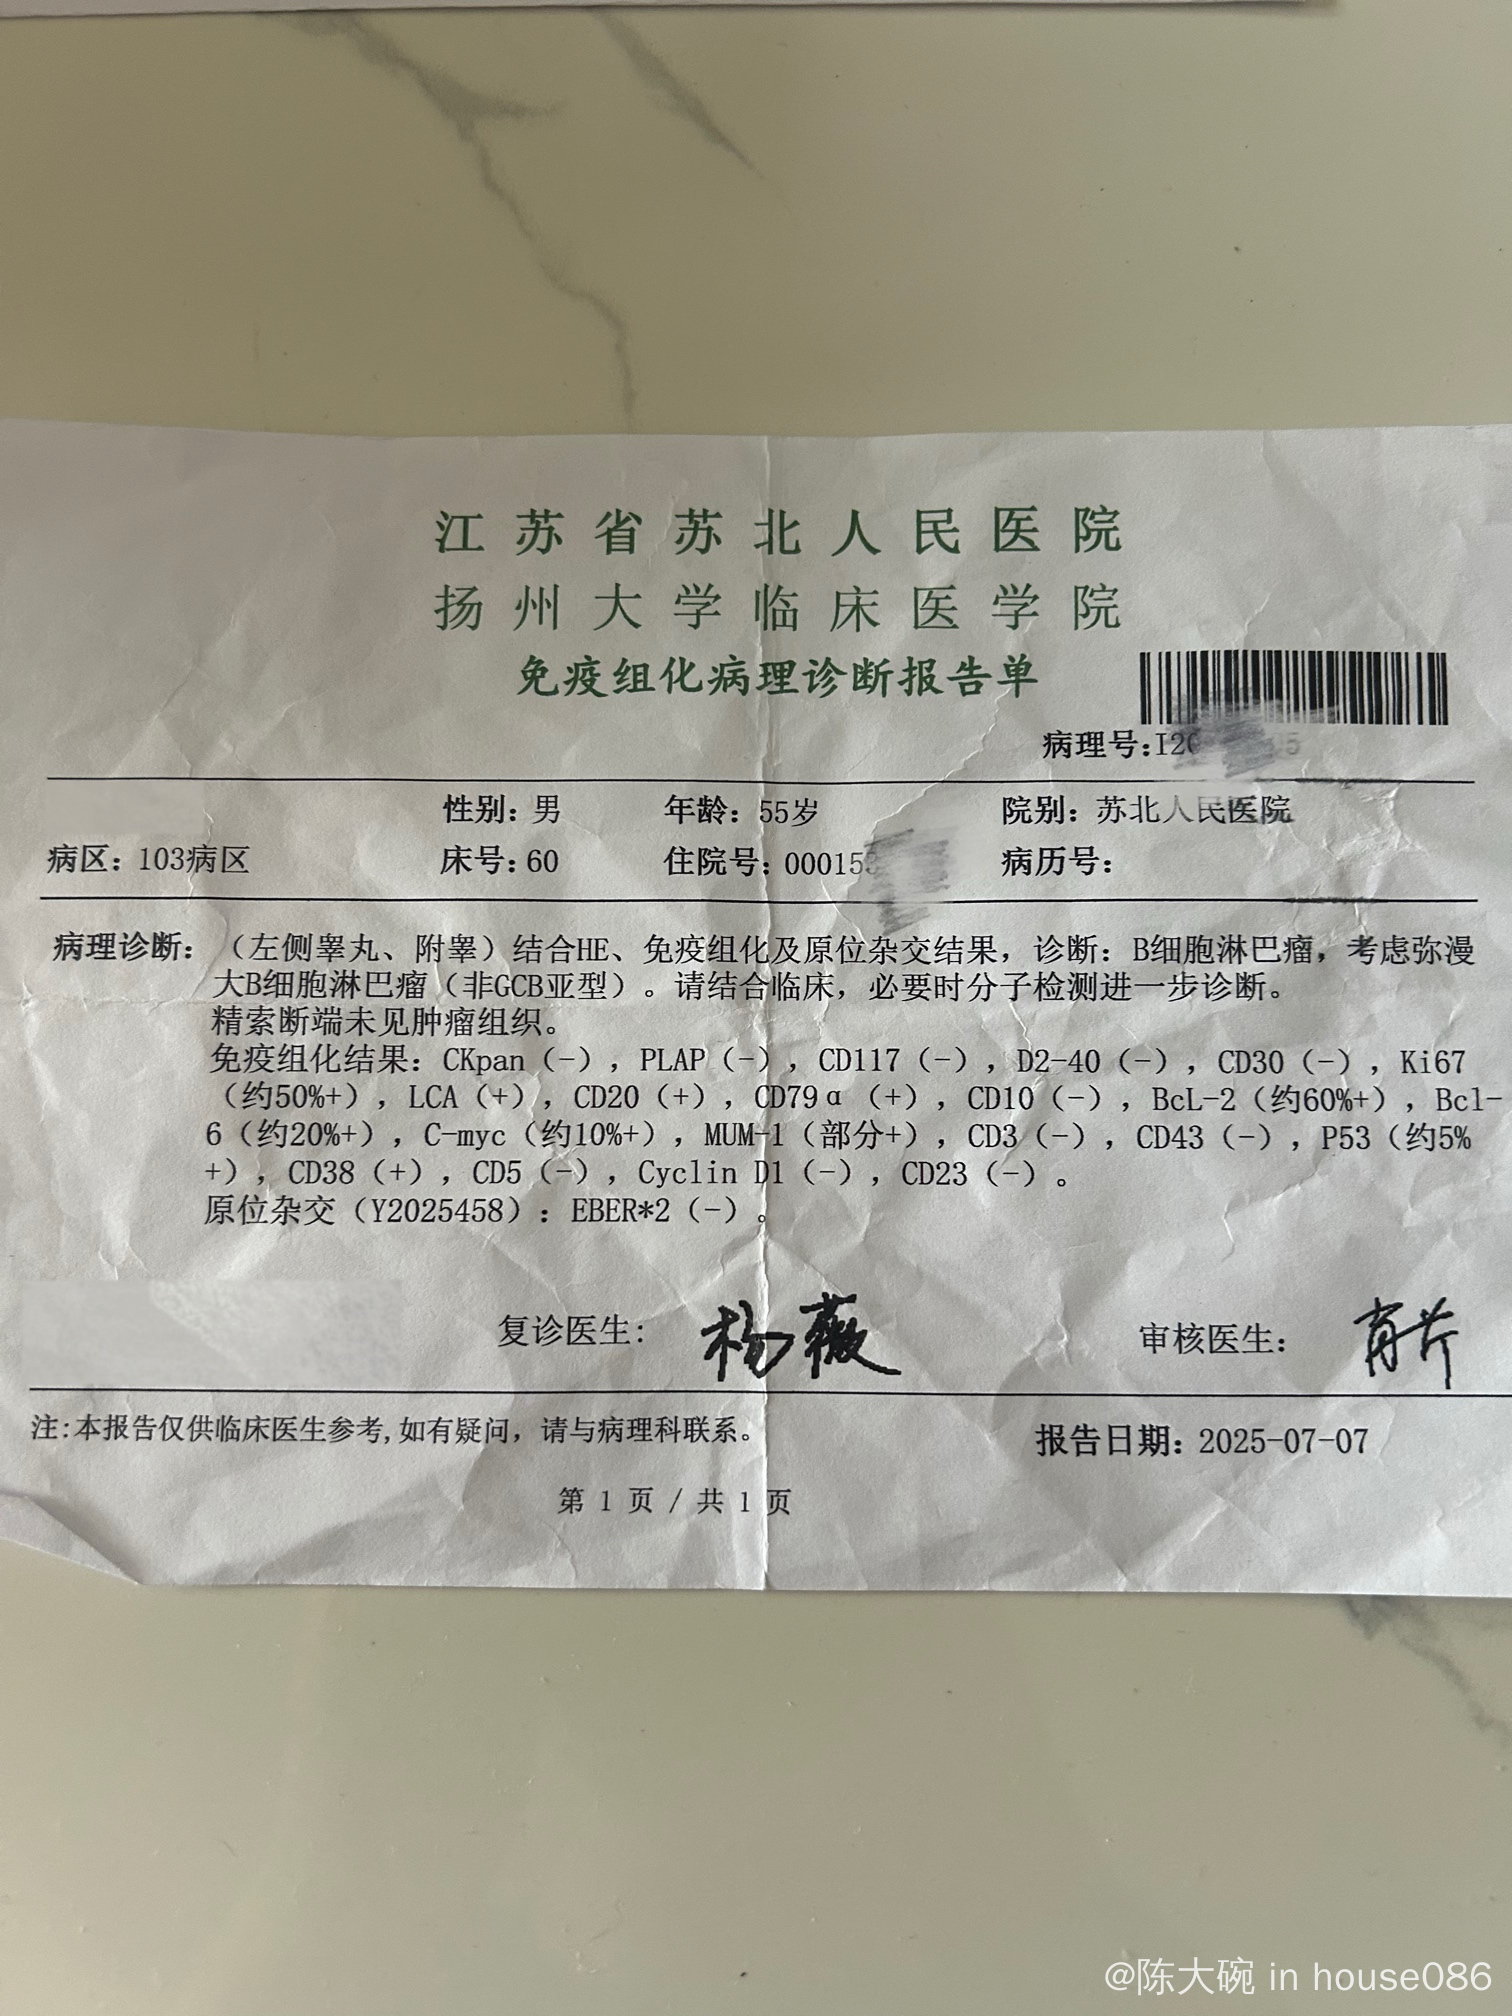 江苏省苏北人民医院
扬州大学临床医学院
免疫组化病理诊断报告单
病理号:I20
性别：男 年龄：55岁 院别：苏北人民医院
病区：103病区 床号：60 住院号：00015 病历号：
病理诊断：（左侧睾丸、附睾）结合HE、免疫组化及原位杂交结果，诊断：B细胞淋巴瘤，考虑弥漫
大B细胞淋巴瘤（非GCB亚型）。请结合临床，必要时分子检测进一步诊断。
精索断端未见肿瘤组织。
免疫组化结果：CKpan（-），PLAP（-），CD117（-），D2-40（-），CD30（-），Ki67
（约50%+），LCA（+），CD20（+），CD79α（+），CD10（-），BcL-2（约60%+），Bcl-
6（约20%+），C-myc（约10%+），MUM-1（部分+），CD3（-），CD43（-），P53（约5%
+），CD38（+），CD5（-），Cyclin D1（-），CD23（-）。
原位杂交（Y2025458）：EBER*2（-）。
复诊医生： 杨薇 审核医生：
注:本报告仅供临床医生参考,如有疑问，请与病理科联系。 报告日期：2025-07-07
第 1 页 / 共 1 页
@陈大碗 in house086